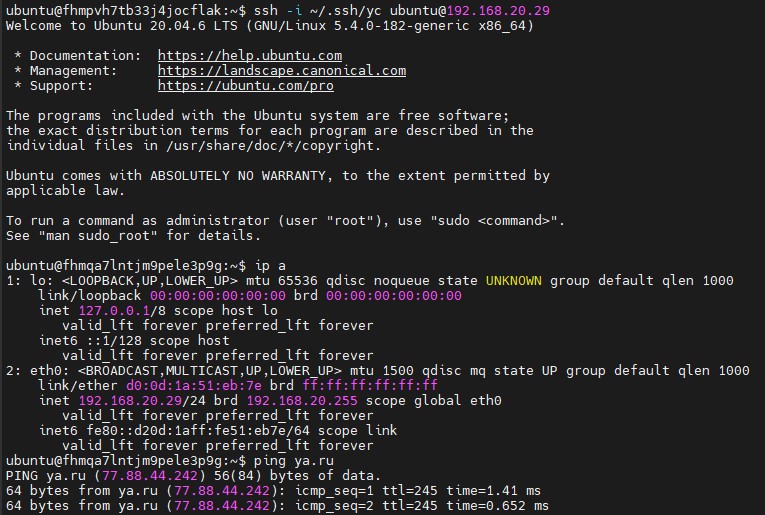 ubuntu@fhmpvh7tb33j4jocflak:~$ ssh -i ~/.ssh/yc ubuntu@192.168.20.29
Welcome to Ubuntu 20.04.6 LTS (GNU/Linux 5.4.0-182-generic x86_64)
* Documentation:  https://help.ubuntu.com
* Management:     https://landscape.canonical.com
* Support:        https://ubuntu.com/pro
The programs included with the Ubuntu system are free software;
the exact distribution terms for each program are described in the
individual files in /usr/share/doc/*/copyright.
Ubuntu comes with ABSOLUTELY NO WARRANTY, to the extent permitted by
applicable law.
To run a command as administrator (user "root"), use "sudo <command>".
See "man sudo_root" for details.
ubuntu@fhmqa7lntjm9pele3p9g:~$ ip a
1: lo: <LOOPBACK,UP,LOWER_UP> mtu 65536 qdisc noqueue state UNKNOWN group default qlen 1000
link/loopback 00:00:00:00:00:00 brd 00:00:00:00:00:00
inet 127.0.0.1/8 scope host lo
valid_lft forever preferred_lft forever
inet6 ::1/128 scope host
valid_lft forever preferred_lft forever
2: eth0: <BROADCAST,MULTICAST,UP,LOWER_UP> mtu 1500 qdisc mq state UP group default qlen 1000
link/ether d0:0d:1a:51:eb:7e brd ff:ff:ff:ff:ff:ff
inet 192.168.20.29/24 brd 192.168.20.255 scope global eth0
valid_lft forever preferred_lft forever
inet6 fe80::d20d:1aff:fe51:eb7e/64 scope link
valid_lft forever preferred_lft forever
ubuntu@fhmqa7lntjm9pele3p9g:~$ ping ya.ru
PING ya.ru (77.88.44.242) 56(84) bytes of data.
64 bytes from ya.ru (77.88.44.242): icmp_seq=1 ttl=245 time=1.41 ms
64 bytes from ya.ru (77.88.44.242): icmp_seq=2 ttl=245 time=0.652 ms